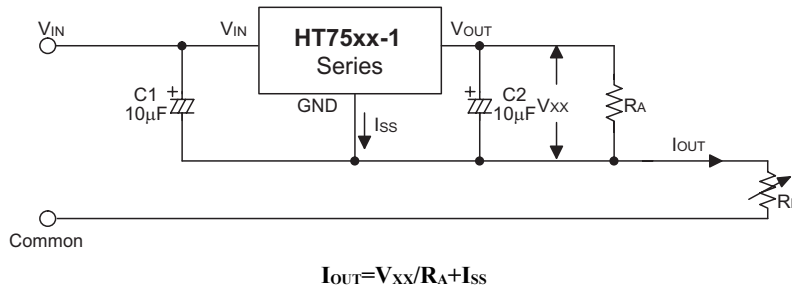 VIN
VIN
HT75xx-1
Series
VOUT
C1
10µF
GND
ISS
C2
10µF
VXX
RA
IOUT
Common
IOUT=VXX/RA+ISS